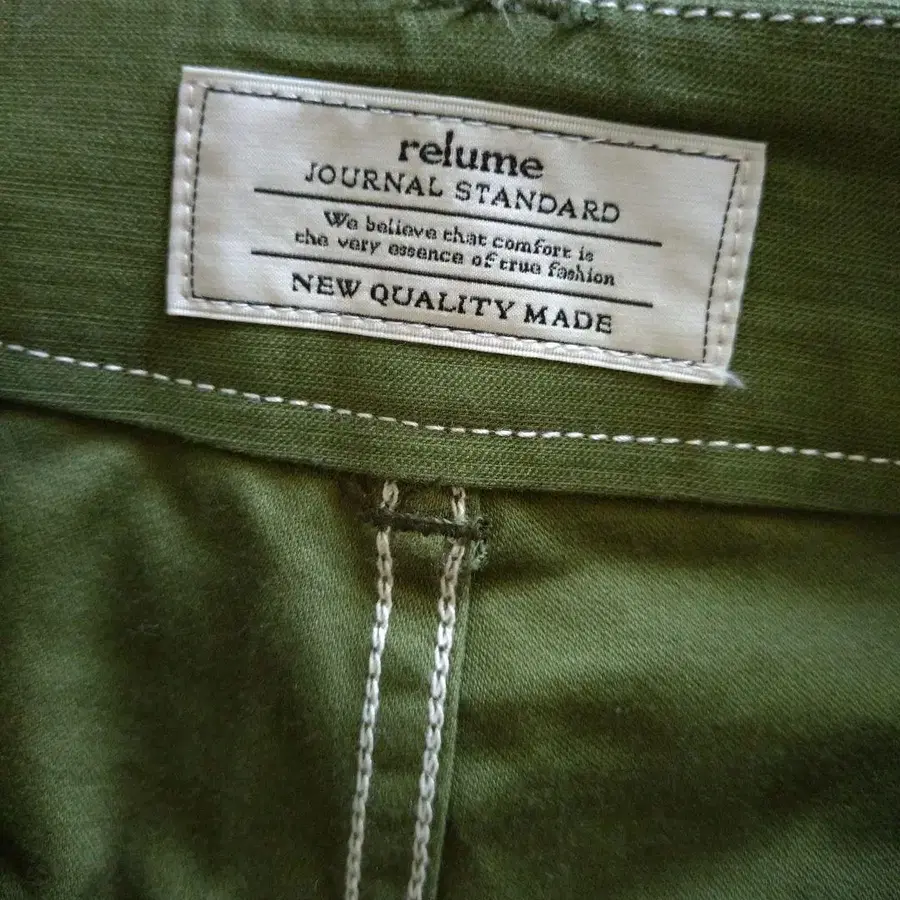 relume
JOURNAL STANDARD
We believe that comfort is
the very essence of true fashion
NEW QUALITY MADE